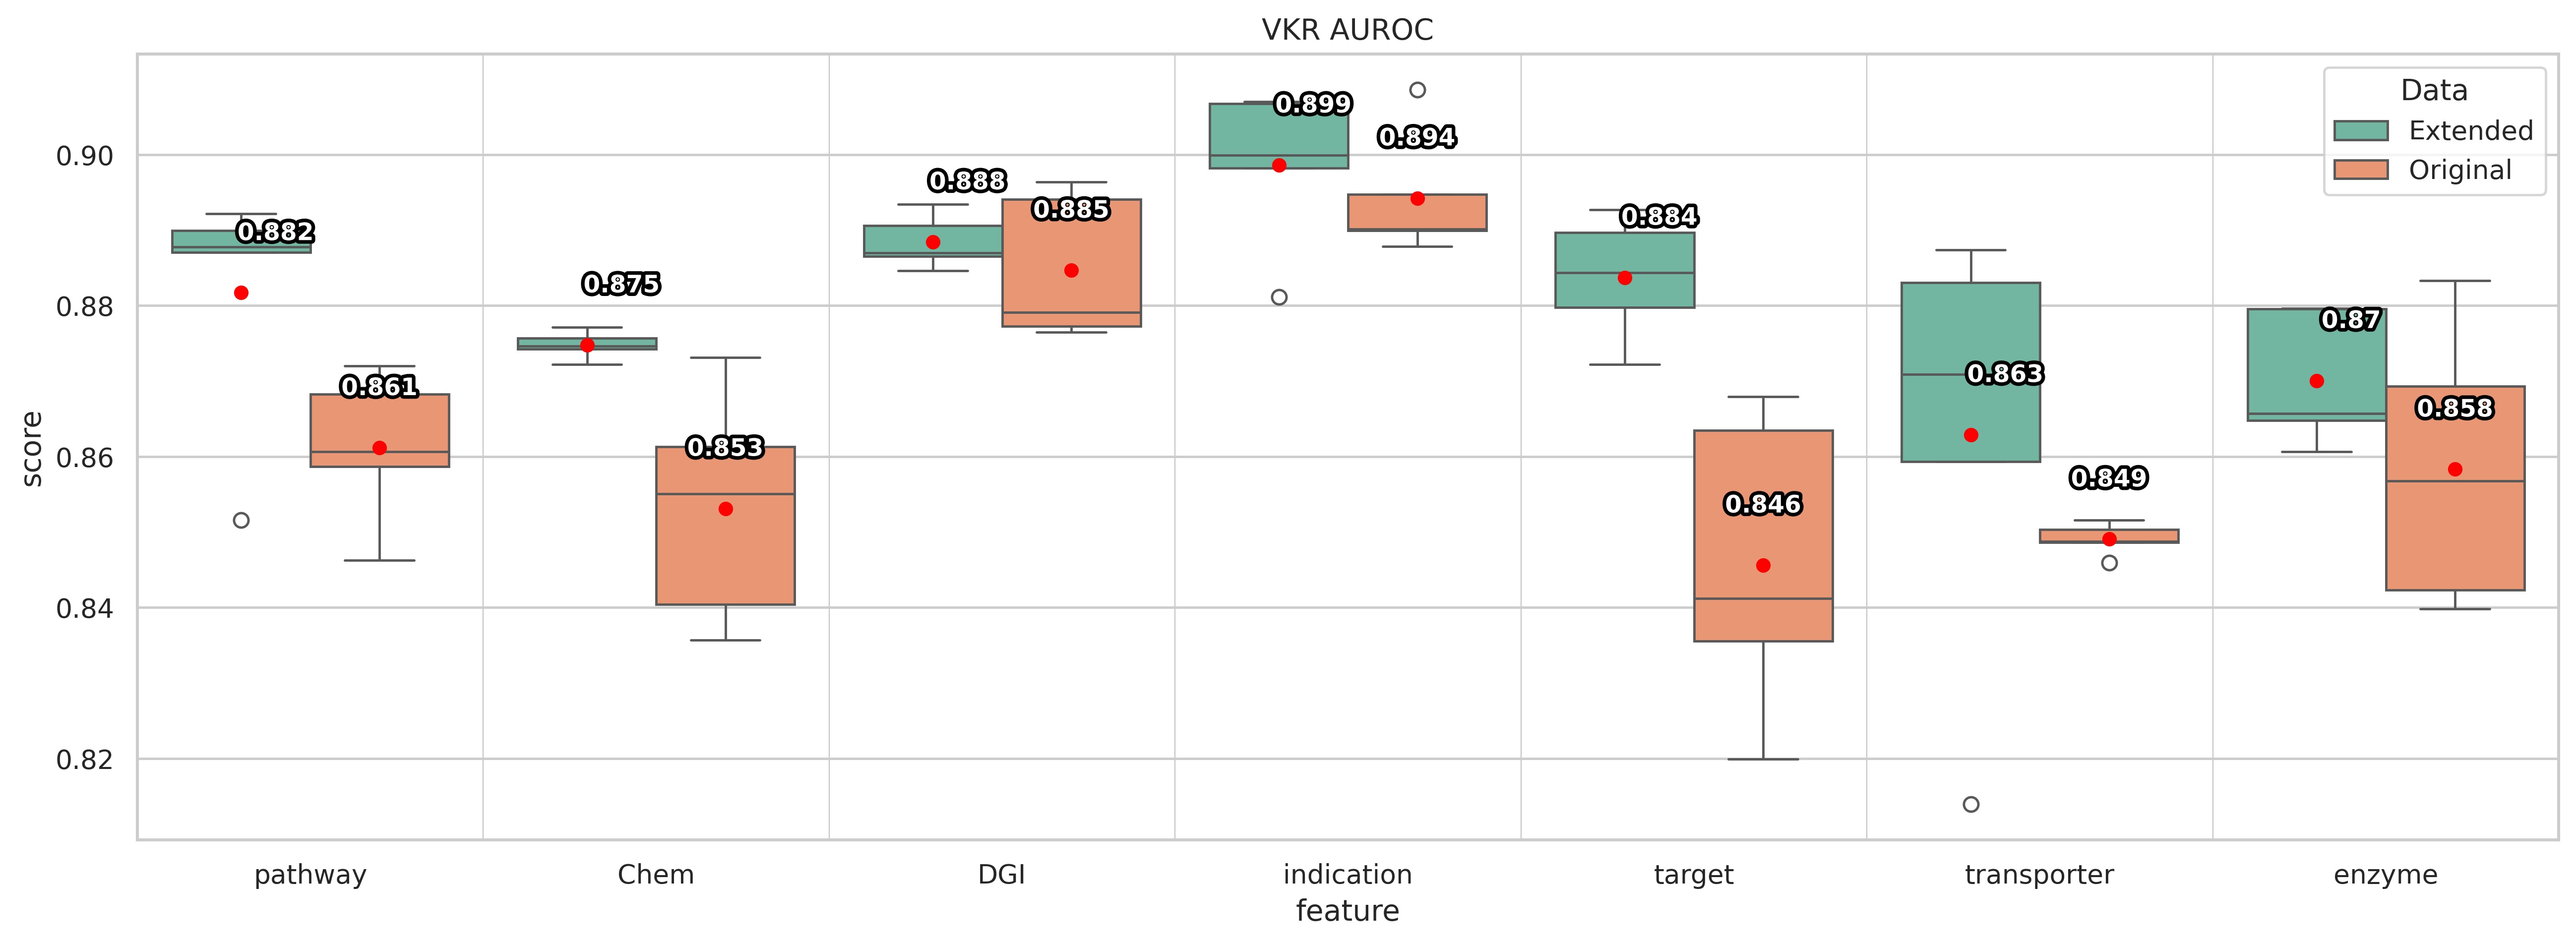 VKR AUROC
Data
Extended
Original
score
0.90
0.88
0.86
0.84
0.82
0.882
0.861
0.875
0.853
0.888
0.885
0.899
0.894
0.884
0.846
0.863
0.849
0.87
0.858
pathway Chem DGI indication target transporter enzyme
feature